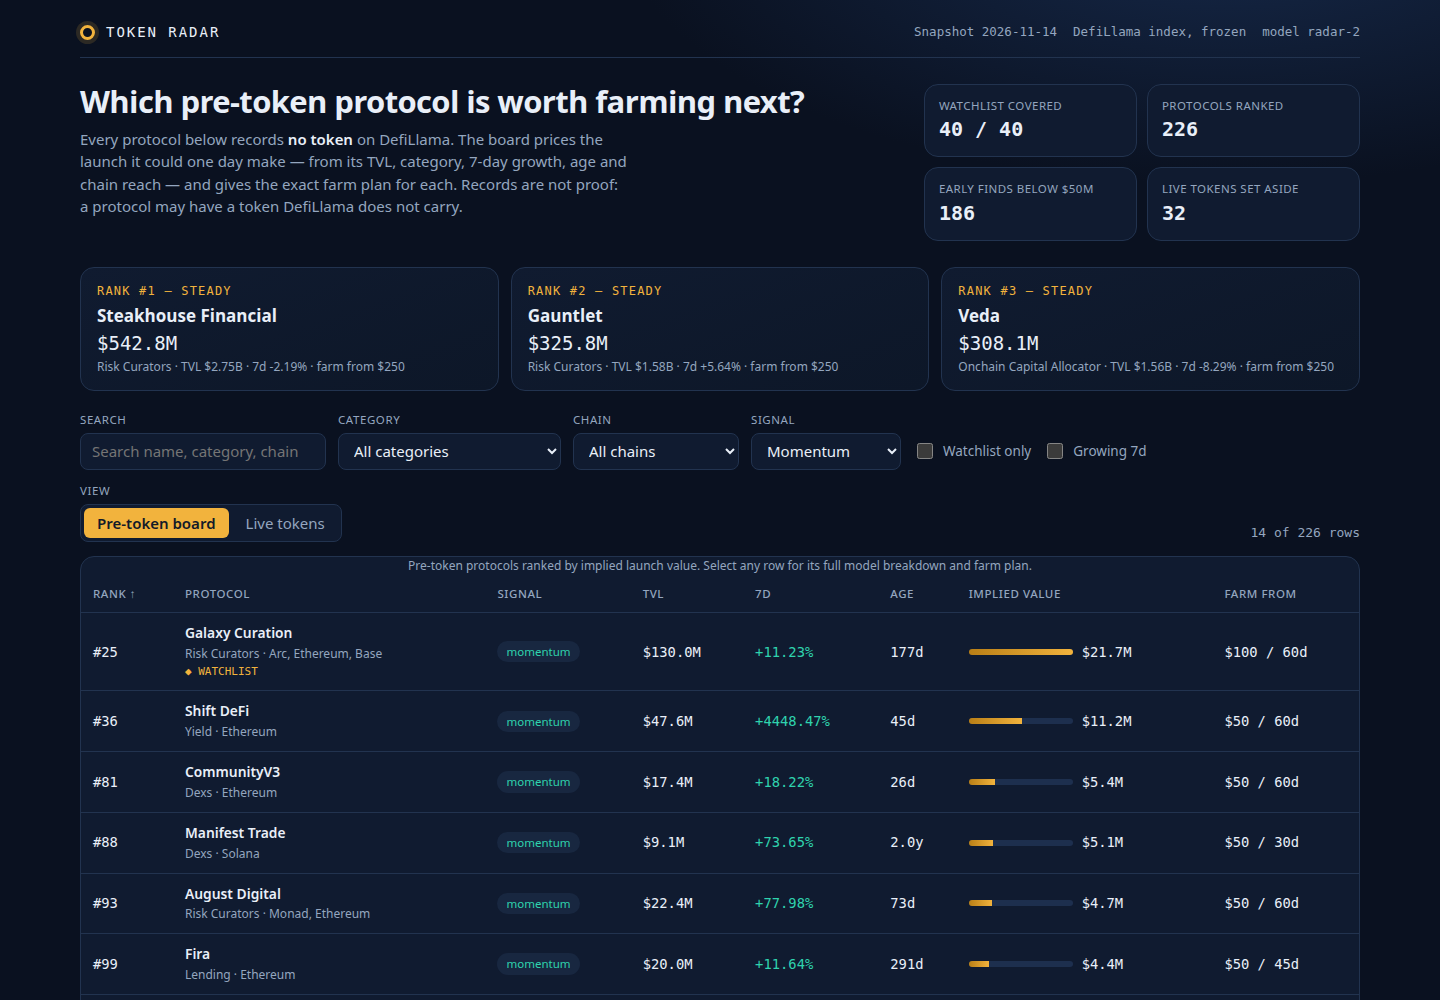 TOKEN RADAR
Snapshot 2026-11-14 DefiLlama index, frozen model radar-2
Which pre-token protocol is worth farming next?
Every protocol below records no token on DefiLlama. The board prices the
launch it could one day make — from its TVL, category, 7-day growth, age and
chain reach — and gives the exact farm plan for each. Records are not proof:
a protocol may have a token DefiLlama does not carry.
WATCHLIST COVERED
40 / 40
PROTOCOLS RANKED
226
EARLY FINDS BELOW $50M
186
LIVE TOKENS SET ASIDE
32
RANK #1 — STEADY
Steakhouse Financial
$542.8M
Risk Curators · TVL $2.75B · 7d -2.19% · farm from $250
RANK #2 — STEADY
Gauntlet
$325.8M
Risk Curators · TVL $1.58B · 7d +5.64% · farm from $250
RANK #3 — STEADY
Veda
$308.1M
Onchain Capital Allocator · TVL $1.56B · 7d -8.29% · farm from $250
SEARCH
Search name, category, chain
CATEGORY
All categories
CHAIN
All chains
SIGNAL
Momentum
Watchlist only
Growing 7d
VIEW
Pre-token board Live tokens
14 of 226 rows
Pre-token protocols ranked by implied launch value. Select any row for its full model breakdown and farm plan.
RANK ↑ PROTOCOL SIGNAL TVL 7D AGE IMPLIED VALUE FARM FROM
#25 Galaxy Curation momentum $130.0M +11.23% 177d $21.7M $100 / 60d
Risk Curators · Arc, Ethereum, Base
◆ WATCHLIST
#36 Shift DeFi momentum $47.6M +4448.47% 45d $11.2M $50 / 60d
Yield · Ethereum
#81 CommunityV3 momentum $17.4M +18.22% 26d $5.4M $50 / 60d
Dexs · Ethereum
#88 Manifest Trade momentum $9.1M +73.65% 2.0y $5.1M $50 / 30d
Dexs · Solana
#93 August Digital momentum $22.4M +77.98% 73d $4.7M $50 / 60d
Risk Curators · Monad, Ethereum
#99 Fira momentum $20.0M +11.64% 291d $4.4M $50 / 45d
Lending · Ethereum